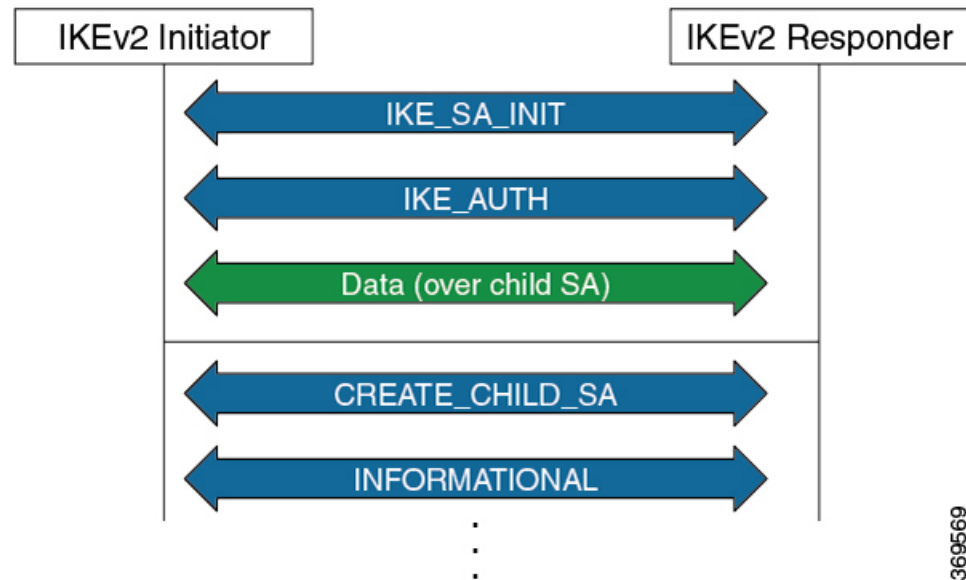 IKEv2 Initiator
IKEv2 Responder
IKE_SA_INIT
IKE_AUTH
Data (over child SA)
CREATE_CHILD_SA
INFORMATIONAL
369569